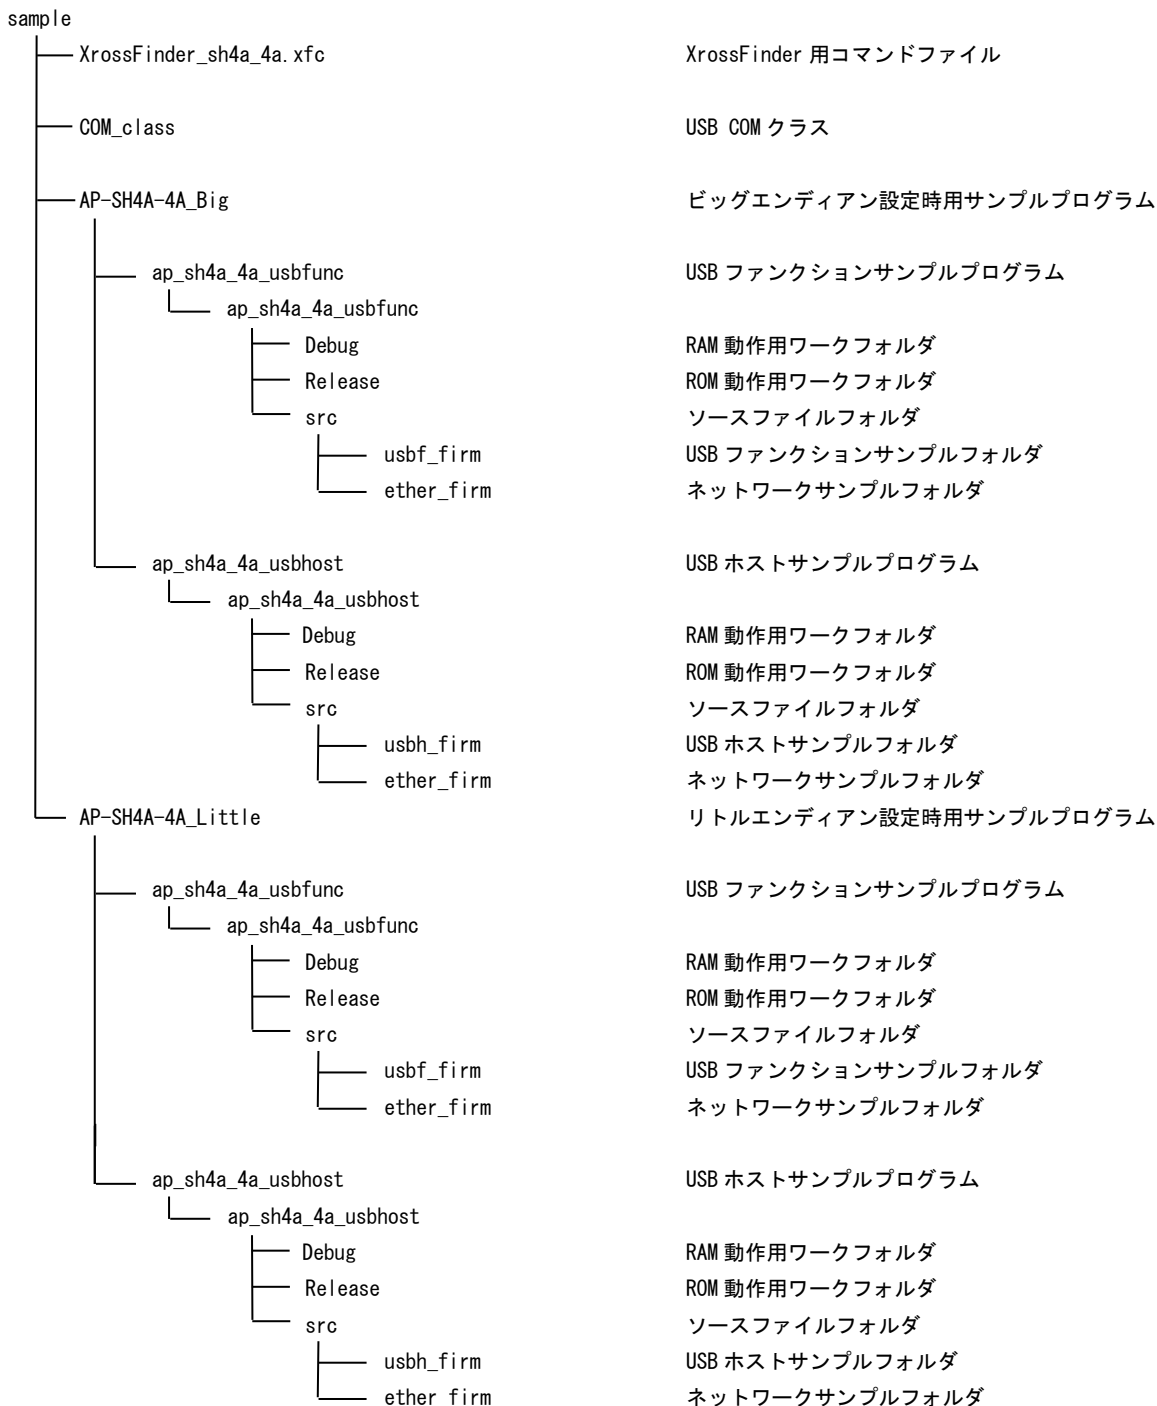 sample
XrossFinder_sh4a_4a.xfc XrossFinder 用コマンドファイル
COM_class USB COM クラス
AP-SH4A-4A_Big ビッグエンディアン設定時用サンプルプログラム
ap_sh4a_4a_usbfunc USB ファンクションサンプルプログラム
ap_sh4a_4a_usbfunc
Debug RAM 動作用ワークフォルダ
Release ROM 動作用ワークフォルダ
src ソースファイルフォルダ
usbf_firm USB ファンクションサンプルフォルダ
ether_firm ネットワークサンプルフォルダ
ap_sh4a_4a_usbhost USB ホストサンプルプログラム
ap_sh4a_4a_usbhost
Debug RAM 動作用ワークフォルダ
Release ROM 動作用ワークフォルダ
src ソースファイルフォルダ
usbh_firm USB ホストサンプルフォルダ
ether_firm ネットワークサンプルフォルダ
AP-SH4A-4A_Little リトルエンディアン設定時用サンプルプログラム
ap_sh4a_4a_usbfunc USB ファンクションサンプルプログラム
ap_sh4a_4a_usbfunc
Debug RAM 動作用ワークフォルダ
Release ROM 動作用ワークフォルダ
src ソースファイルフォルダ
usbf_firm USB ファンクションサンプルフォルダ
ether_firm ネットワークサンプルフォルダ
ap_sh4a_4a_usbhost USB ホストサンプルプログラム
ap_sh4a_4a_usbhost
Debug RAM 動作用ワークフォルダ
Release ROM 動作用ワークフォルダ
src ソースファイルフォルダ
usbh_firm USB ホストサンプルフォルダ
ether firm ネットワークサンプルフォルダ